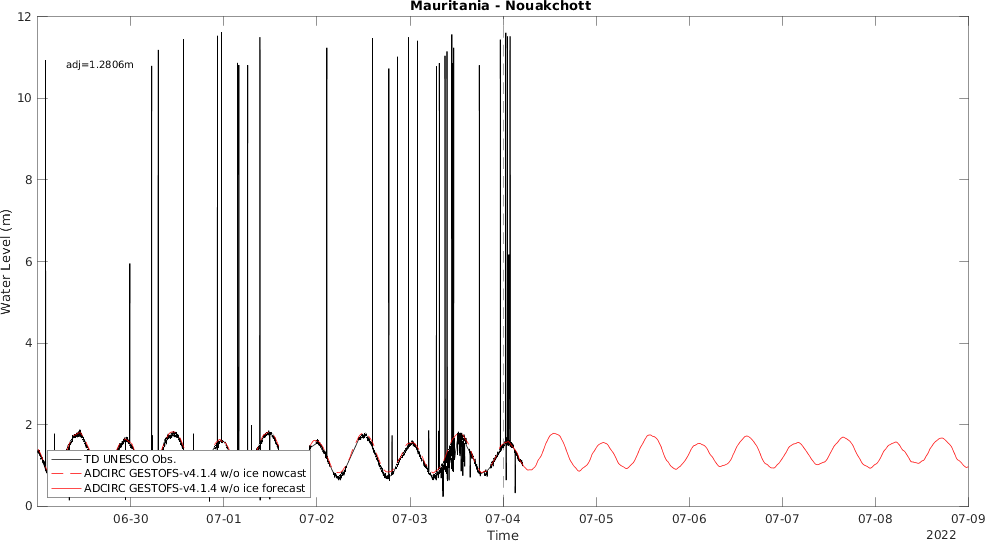 Mauritania - Nouakchott
12
adj=1.2806m
10
8
6
4
2
0
Water Level (m)
TD UNESCO Obs.
ADCIRC GESTOFS-v4.1.4 w/o ice nowcast
ADCIRC GESTOFS-v4.1.4 w/o ice forecast
06-30 07-01 07-02 07-03 07-04 07-05 07-06 07-07 07-08 07-09
Time
2022